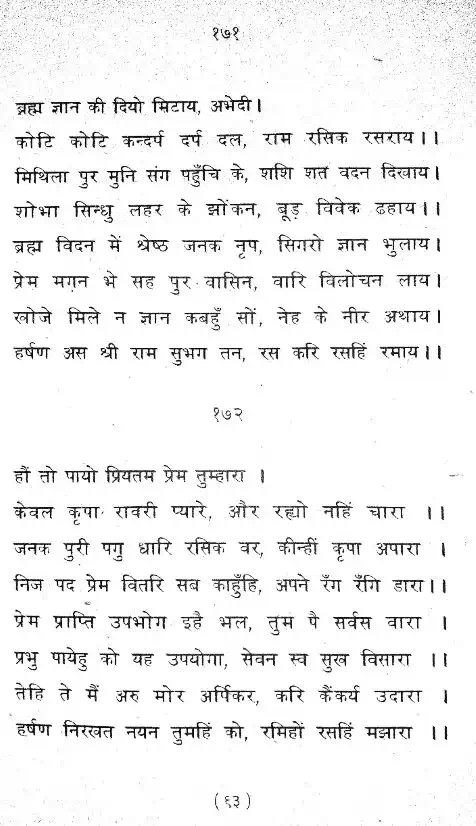 १७१
ब्रह्म ज्ञान की दियो मिटाय, अभेदी।
कोटि कोटि कन्दर्प दर्प दल, राम रसिक रसराय।।
मिथिला पुर मुनि संग पहुँचि के, शशि शत वदन दिखाय।
शोभा सिन्धु लहर के झोंकन, बूड़ विवेक ढहाय।।
ब्रह्म विदन में श्रेष्ठ जनक नृप, सिगरो ज्ञान भुलाय।
प्रेम मगन भे सह पुर वासिन, वारि विलोचन लाय।
खोजे मिले न ज्ञान कबहुँ सों, नेह के नीर अथाय।
हर्षण अस श्री राम सुभग तन, रस करि रसहिं रमाय।।
१७२
हौं तो पायो प्रियतम प्रेम तुम्हारा ।
केवल कृपा रावरी प्यारे, और रह्यो नहिं चारा ।।
जनक पुरी पगु धारि रसिक वर, कीन्हीं कृपा अपारा ।
निज पद प्रेम वितरि सब काहुँहि, अपने रँग रँगि डारा।।
प्रेम प्राप्ति उपभोग इहै भल, तुम पै सर्वस वारा ।
प्रभु पायेहु को यह उपयोगा, सेवन स्व सुख विसारा ।।
तेहि ते मैं अरु मोर अर्पिकर, करि कैंकर्य उदारा ।
हर्षण निरखत नयन तुमहिं को, रमिहों रसहिं मझारा ।।
(९३)